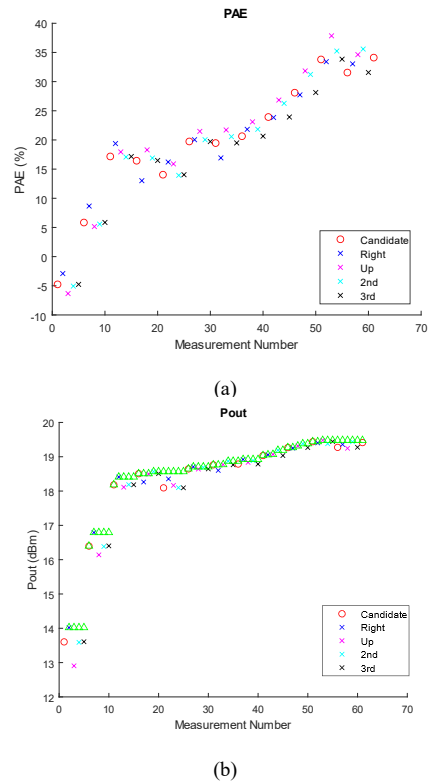 PAE
40
35
30
25
20
15
10
5
0
-5
-10
PAE (%)
0 10 20 30 40 50 60 70
Measurement Number
Candidate
Right
Up
2nd
3rd
(a)
Pout
20
19
18
17
16
15
14
13
12
Pout (dBm)
0 10 20 30 40 50 60 70
Measurement Number
Candidate
Right
Up
2nd
3rd
(b)